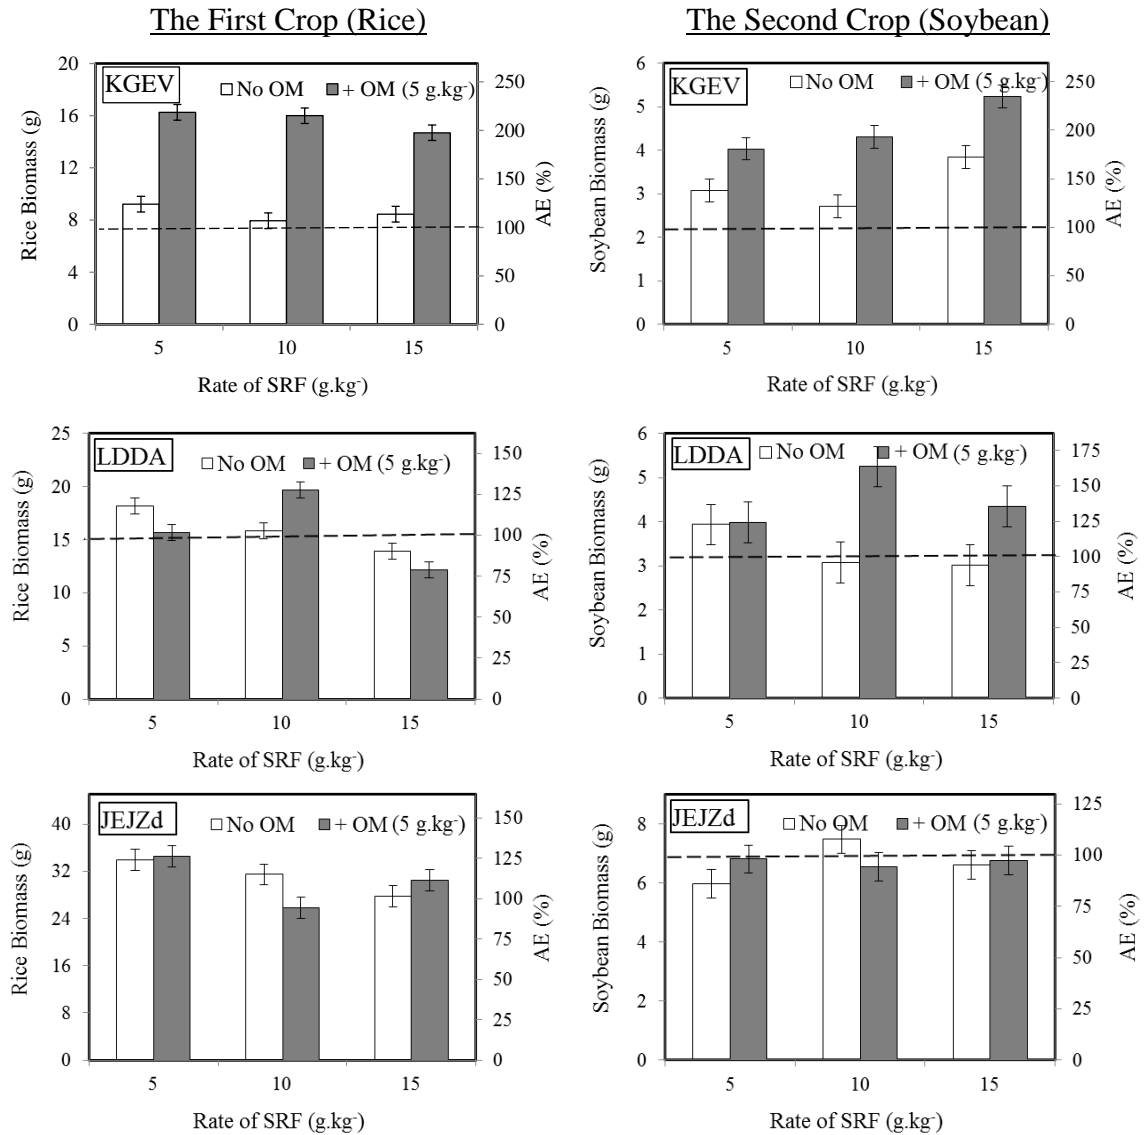 The First Crop (Rice)
The Second Crop (Soybean)
KGEV
No OM
+ OM (5 g.kg-)
Rice Biomass (g)
20
16
12
8
4
0
AE (%)
250
200
150
100
50
0
5 10 15
Rate of SRF (g.kg-)
KGEV
No OM
+ OM (5 g.kg-)
Soybean Biomass (g)
6
5
4
3
2
1
0
AE (%)
250
200
150
100
50
0
5 10 15
Rate of SRF (g.kg-)
LDDA
No OM
+ OM (5 g.kg-)
Rice Biomass (g)
25
20
15
10
5
0
AE (%)
150
125
100
75
50
25
0
5 10 15
Rate of SRF (g.kg-)
LDDA
No OM
+ OM (5 g.kg-)
Soybean Biomass (g)
6
5
4
3
2
1
0
AE (%)
175
150
125
100
75
50
25
0
5 10 15
Rate of SRF (g.kg-)
JEJZd
No OM
+ OM (5 g.kg-)
Rice Biomass (g)
40
32
24
16
8
0
AE (%)
150
125
100
75
50
25
0
5 10 15
Rate of SRF (g.kg-)
JEJZd
No OM
+ OM (5 g.kg-)
Soybean Biomass (g)
8
6
4
2
0
AE (%)
125
100
75
50
25
0
5 10 15
Rate of SRF (g.kg-)